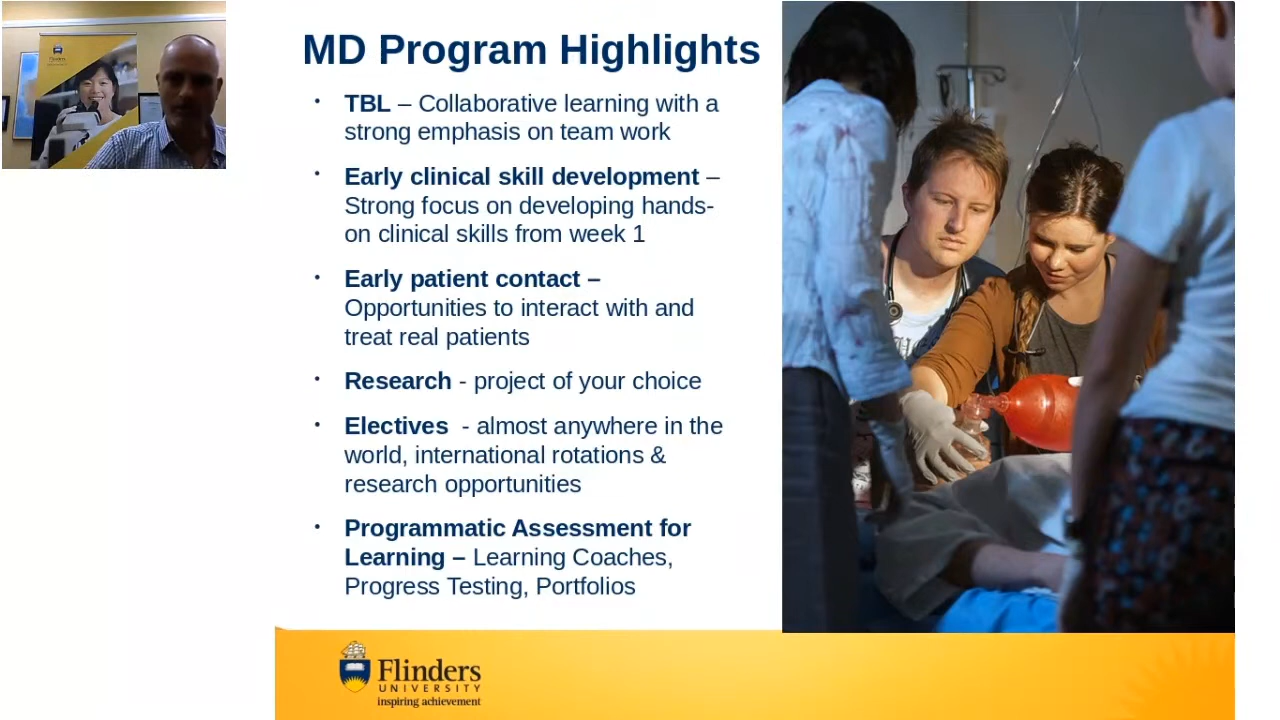 MD Program Highlights
• TBL – Collaborative learning with a
strong emphasis on team work
• Early clinical skill development –
Strong focus on developing hands-
on clinical skills from week 1
• Early patient contact –
Opportunities to interact with and
treat real patients
• Research - project of your choice
• Electives - almost anywhere in the
world, international rotations &
research opportunities
• Programmatic Assessment for
Learning – Learning Coaches,
Progress Testing, Portfolios
Flinders
UNIVERSITY
inspiring achievement